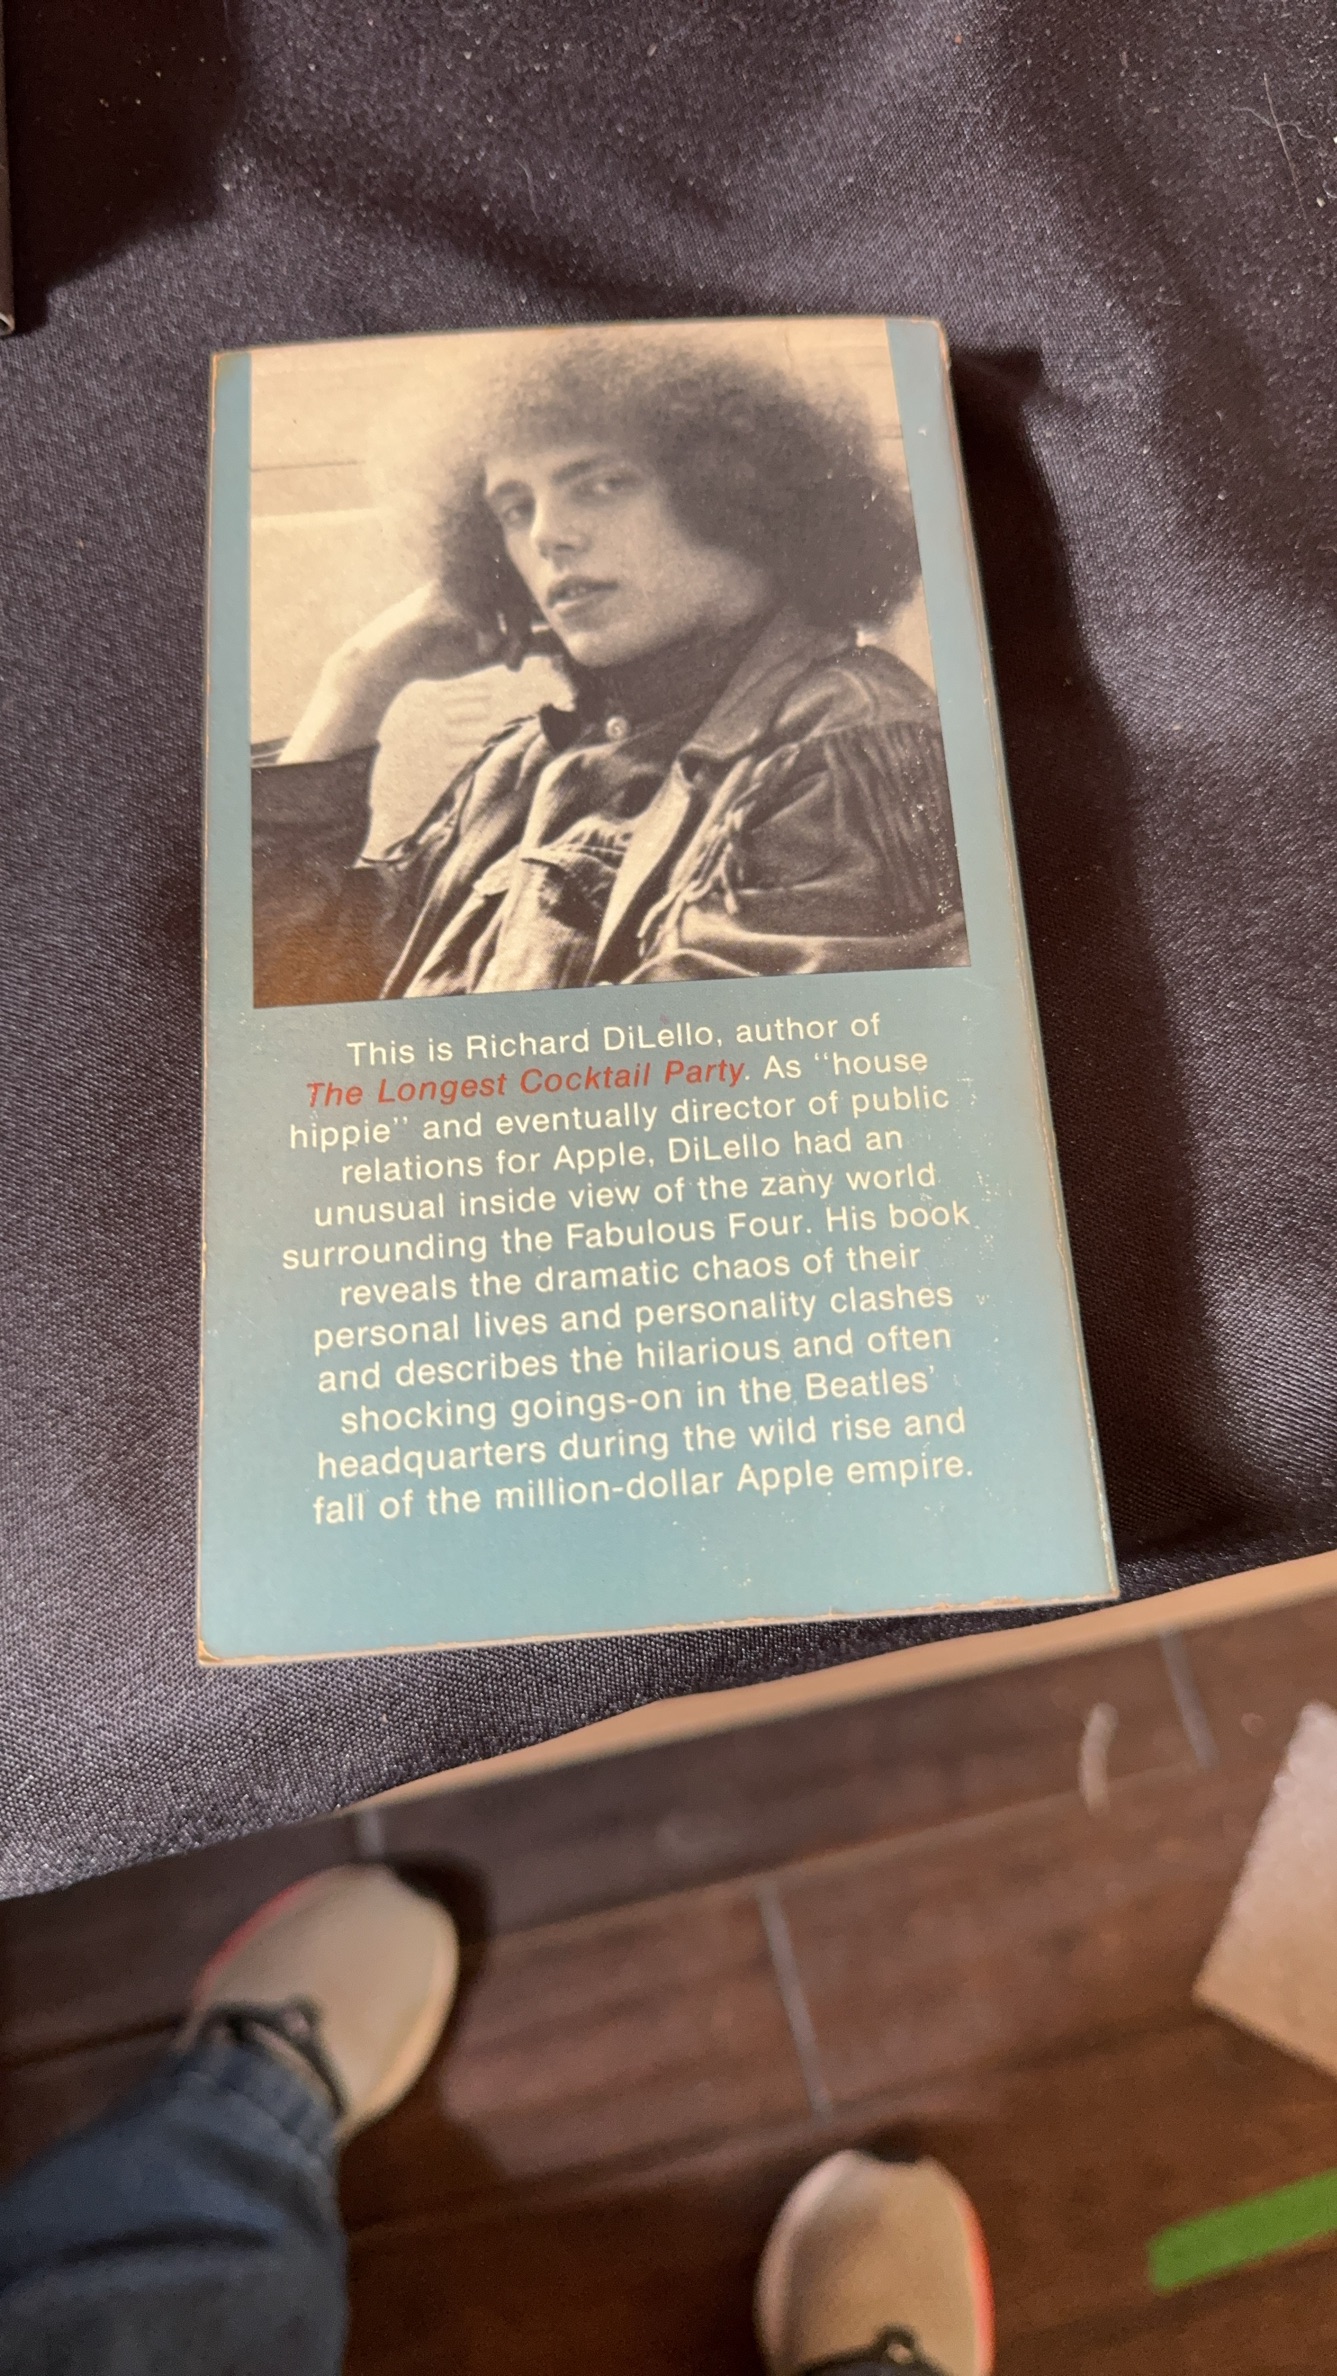 This is Richard DiLello, author of
The Longest Cocktail Party. As “house
hippie” and eventually director of public
relations for Apple, DiLello had an
unusual inside view of the zany world
surrounding the Fabulous Four. His book
reveals the dramatic chaos of their
personal lives and personality clashes
and describes the hilarious and often
shocking goings-on in the Beatles’
headquarters during the wild rise and
fall of the million-dollar Apple empire.